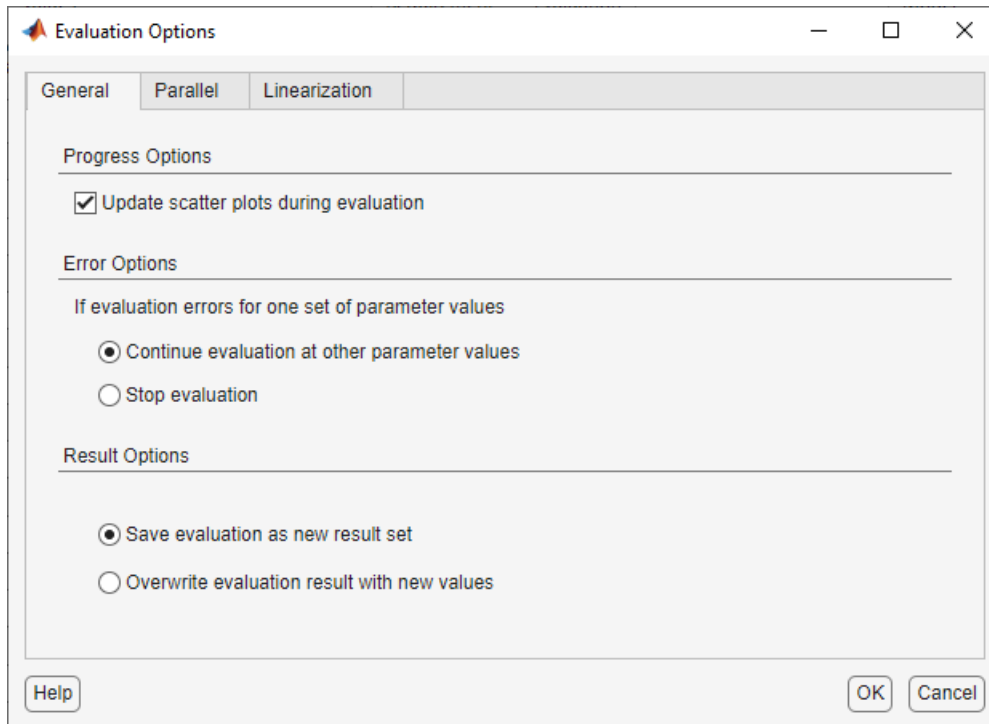 Evaluation Options
General Parallel Linearization
Progress Options
Update scatter plots during evaluation
Error Options
If evaluation errors for one set of parameter values
Continue evaluation at other parameter values
Stop evaluation
Result Options
Save evaluation as new result set
Overwrite evaluation result with new values
Help OK Cancel